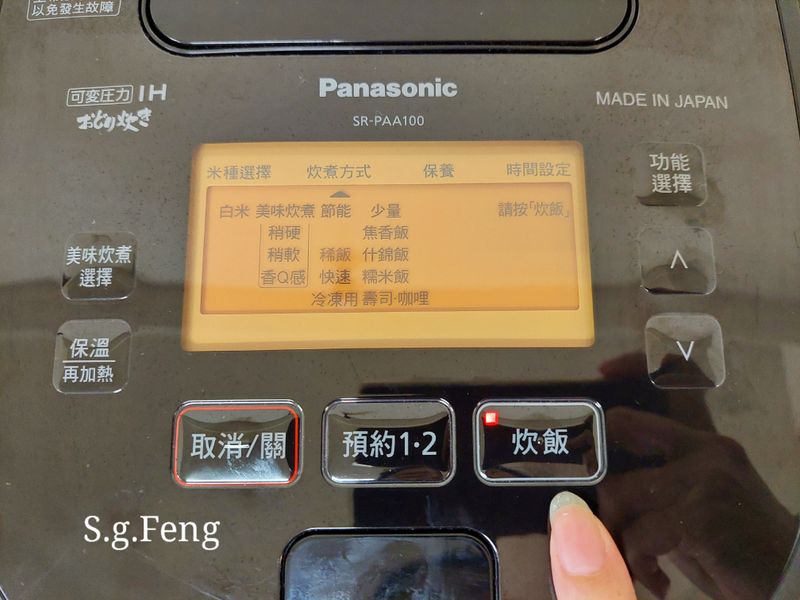 以免發生故障
Panasonic
可變圧力 IH
おどり炊き
SR-PAA100
MADE IN JAPAN
米種選擇 炊煮方式 保養 時間設定
白米 美味炊煮 節能 少量 請按「炊飯」
稍硬 焦香飯
稍軟 稀飯 什錦飯
香Q感 快速 糯米飯
冷凍用 壽司·咖哩
功能
選擇
美味炊煮
選擇
∧
保溫
再加熱
∨
取消/關
預約1·2
炊飯
S.g.Feng